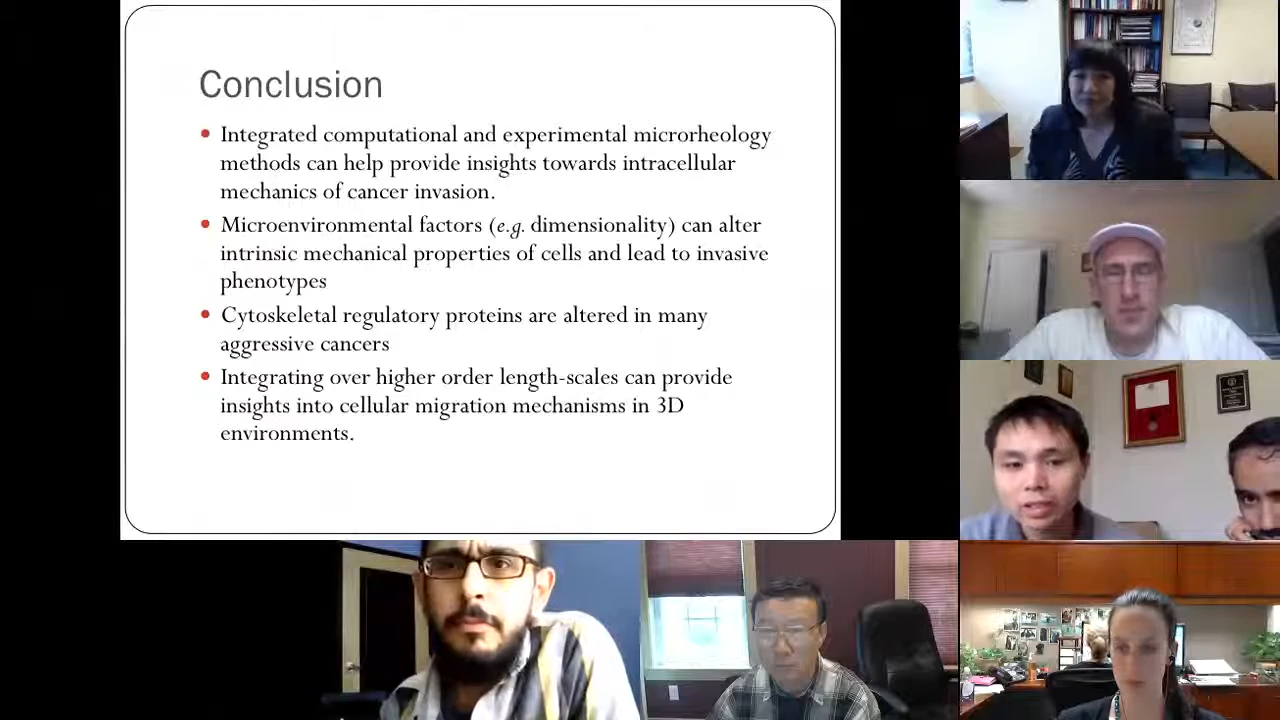 Conclusion
Integrated computational and experimental microrheology
methods can help provide insights towards intracellular
mechanics of cancer invasion.
Microenvironmental factors (e.g. dimensionality) can alter
intrinsic mechanical properties of cells and lead to invasive
phenotypes
Cytoskeletal regulatory proteins are altered in many
aggressive cancers
Integrating over higher order length-scales can provide
insights into cellular migration mechanisms in 3D
environments.